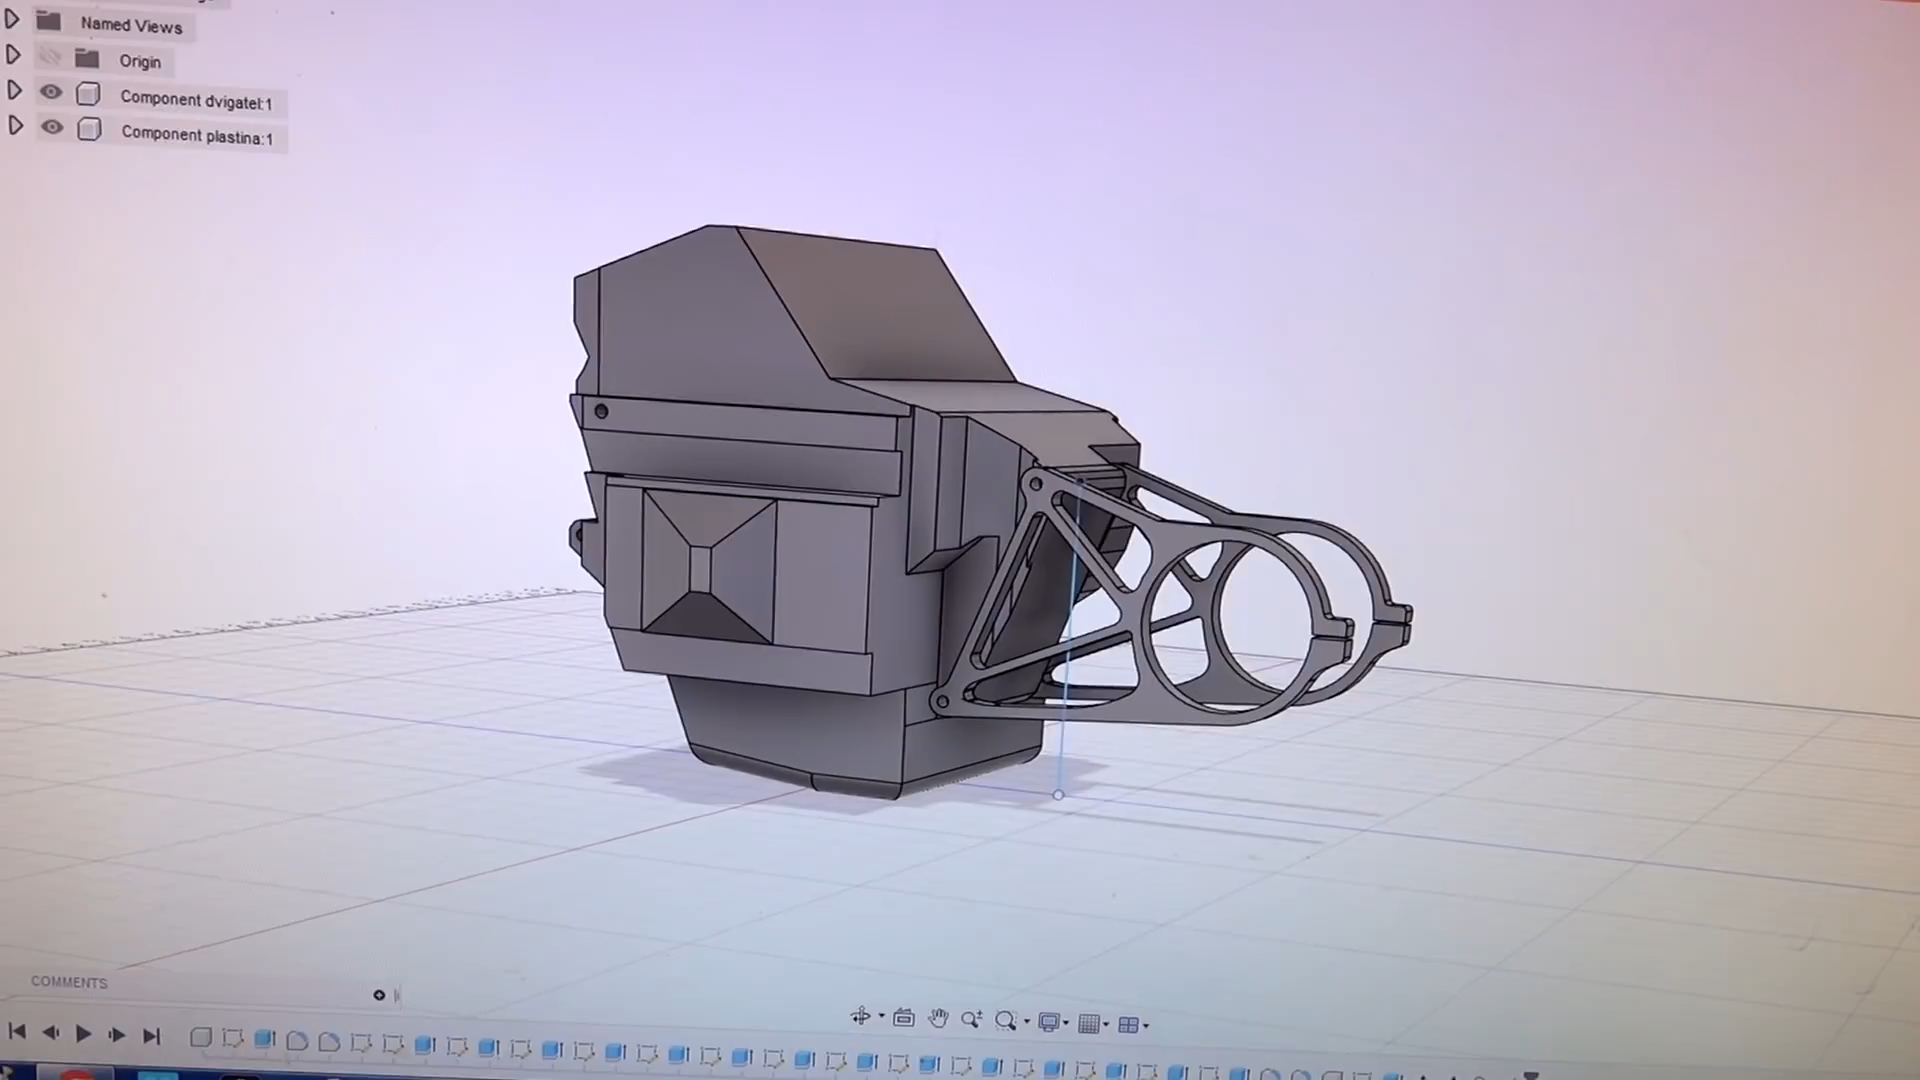 Named Views
Origin
Component dvigatel:1
Component plastina:1
COMMENTS